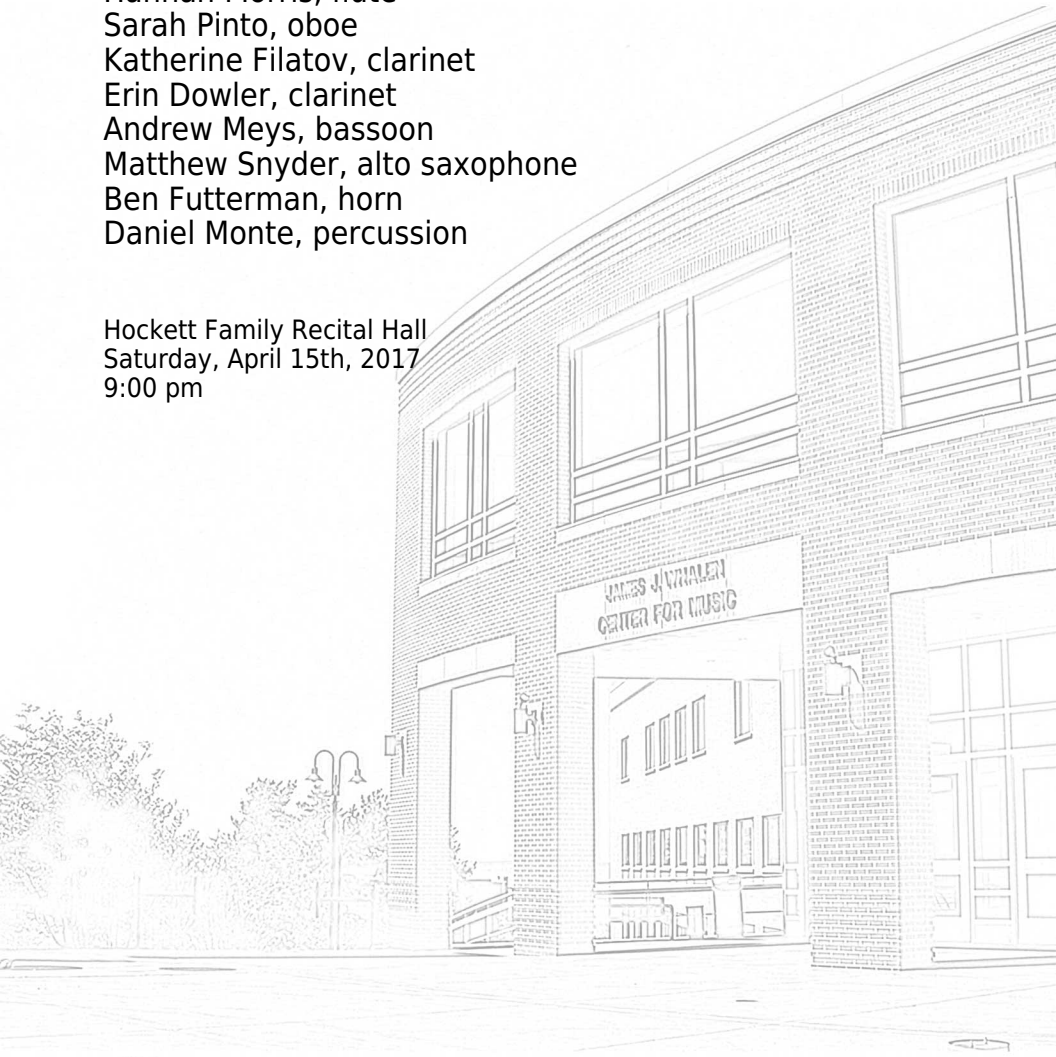 Sarah Pinto, oboe
Katherine Filatov, clarinet
Erin Dowler, clarinet
Andrew Meys, bassoon
Matthew Snyder, alto saxophone
Ben Futterman, horn
Daniel Monte, percussion
Hockett Family Recital Hall
Saturday, April 15th, 2017
9:00 pm
JAMES J. WHALEN
CENTER FOR MUSIC